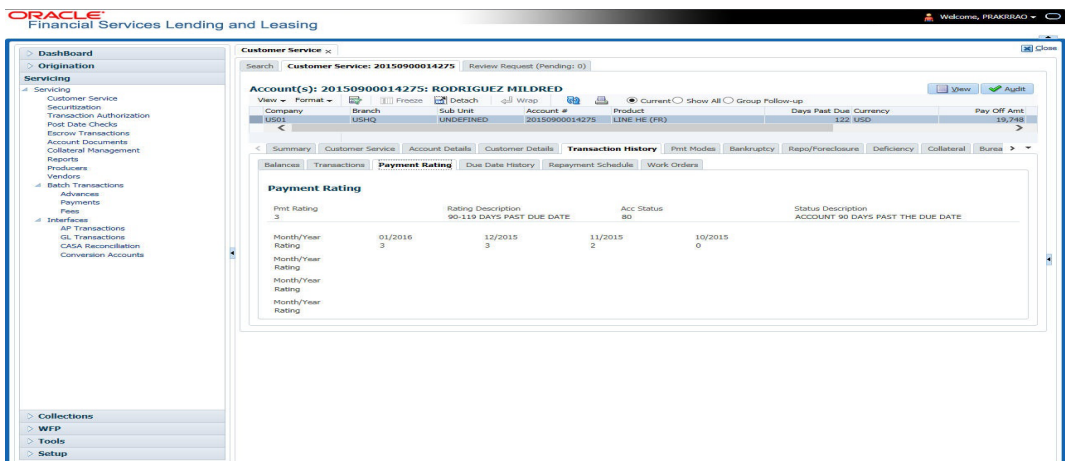 ORACLE
Financial Services Lending and Leasing
Welcome, PRAKRRAO
DashBoard
Origination
Servicing
Servicing
Customer Service
Securitization
Transaction Authorization
Post Date Checks
Escrow Transactions
Account Documents
Collateral Management
Reports
Producers
Vendors
Batch Transactions
Advances
Payments
Fees
Interfaces
AP Transactions
GL Transactions
CASA Reconciliation
Conversion Accounts
Collections
WFP
Tools
Setup
Customer Service ×
Close
Search Customer Service: 20150900014275 Review Request (Pending: 0)
Account(s): 20150900014275: RODRIGUEZ MILDRED
View Audit
View Format Freeze Detach Wrap Current Show All Group Follow-up
Company Branch Sub Unit Account # Product Days Past Due Currency Pay Off Amt
US01 USHQ UNDEFINED 20150900014275 LINE HE (FR) 122 USD 19,748
Summary Customer Service Account Details Customer Details Transaction History Pmt Modes Bankruptcy Repo/Foreclosure Deficiency Collateral Burea
Balances Transactions Payment Rating Due Date History Repayment Schedule Work Orders
Payment Rating
Pmt Rating Rating Description Acc Status Status Description
3 90-119 DAYS PAST DUE DATE 80 ACCOUNT 90 DAYS PAST THE DUE DATE
Month/Year 01/2016 12/2015 11/2015 10/2015
Rating 3 3 2 0
Month/Year
Rating
Month/Year
Rating
Month/Year
Rating